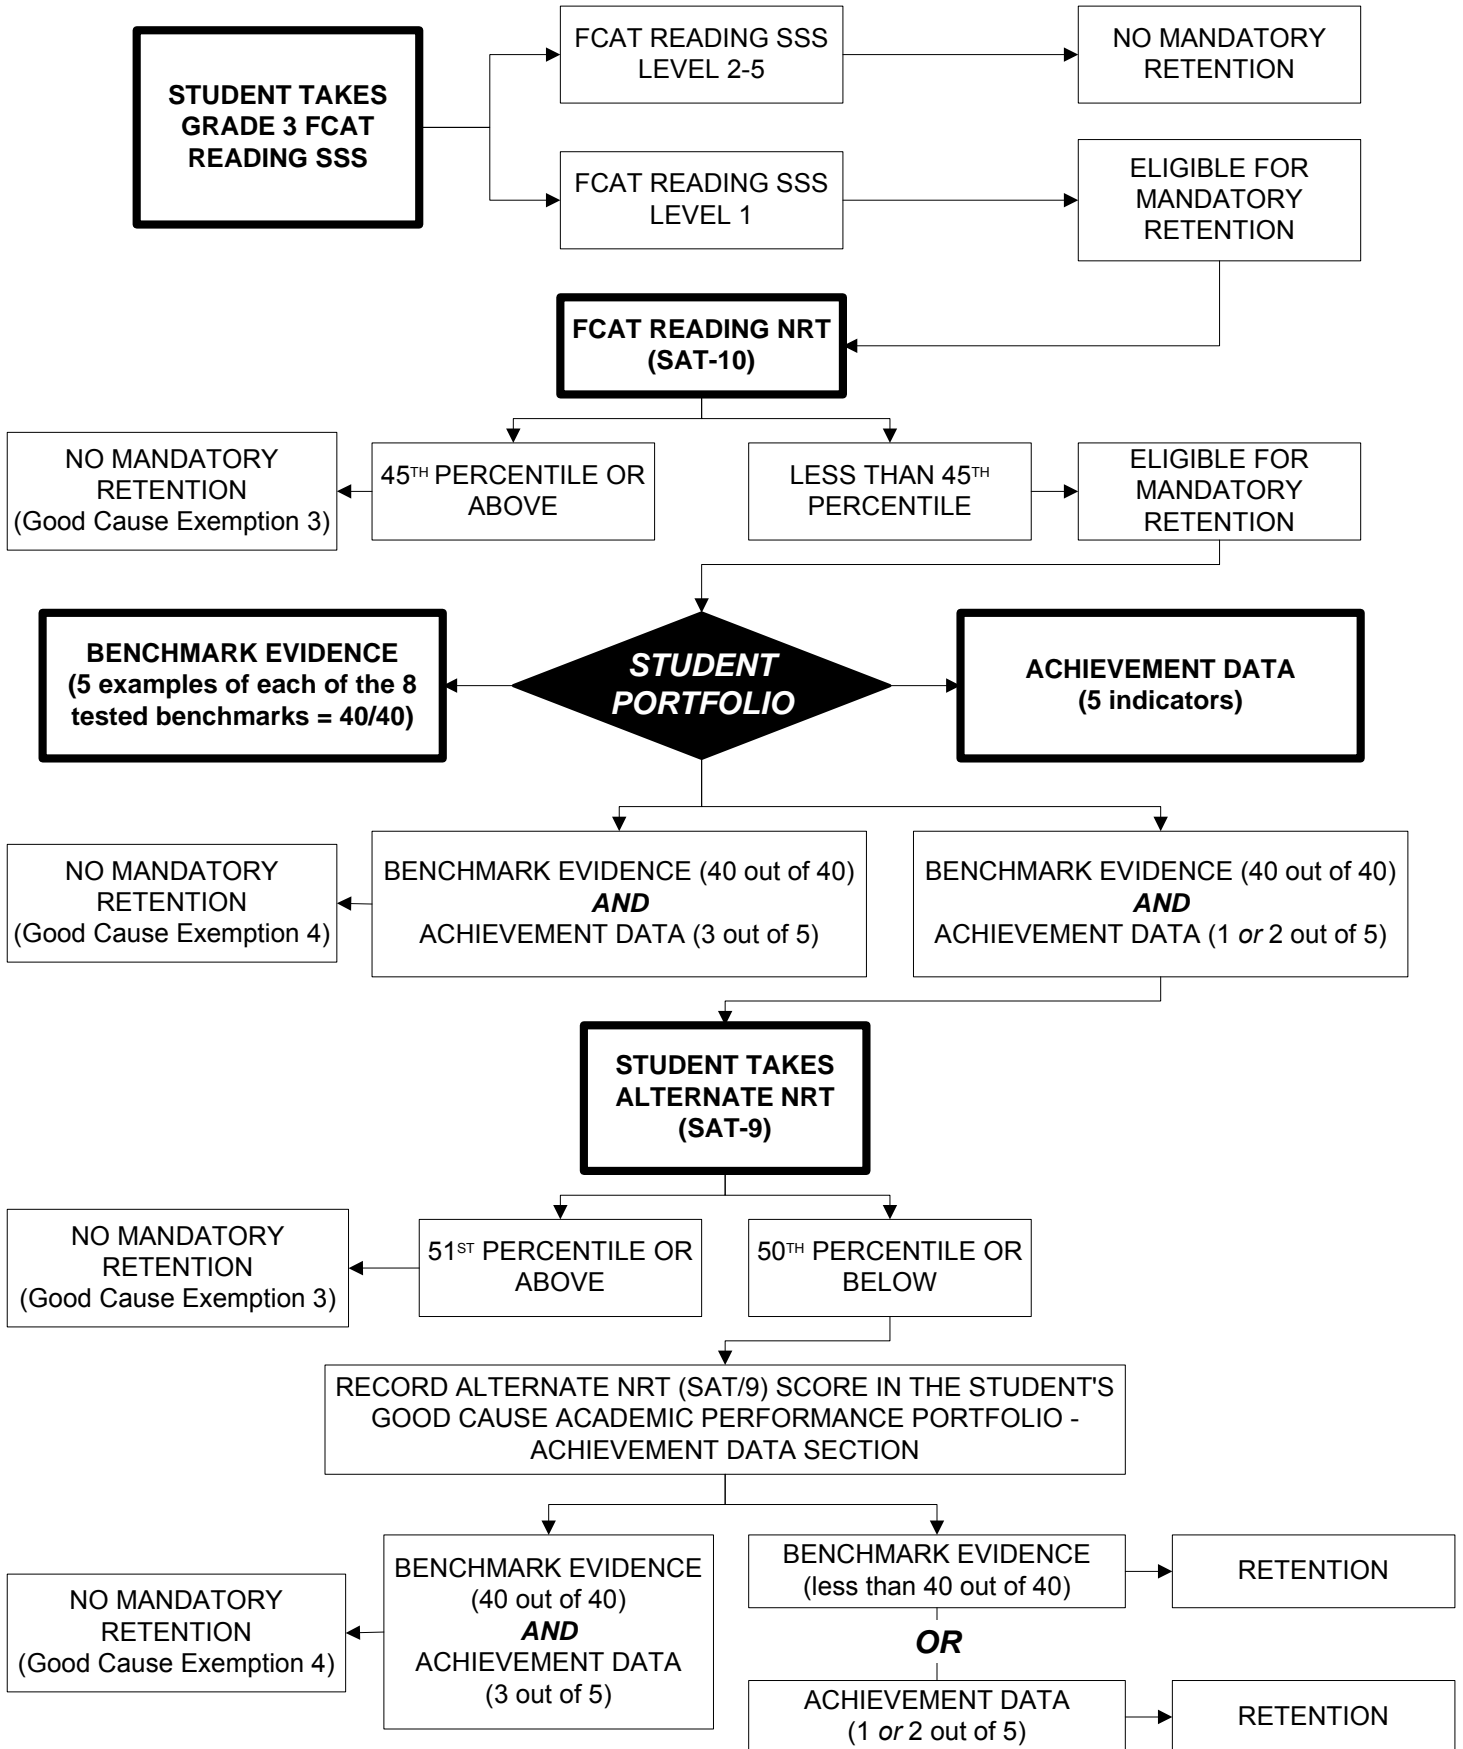 STUDENT TAKES
GRADE 3 FCAT
READING SSS
FCAT READING SSS
LEVEL 2-5
NO MANDATORY
RETENTION
FCAT READING SSS
LEVEL 1
ELIGIBLE FOR
MANDATORY
RETENTION
FCAT READING NRT
(SAT-10)
NO MANDATORY
RETENTION
(Good Cause Exemption 3)
45TH PERCENTILE OR
ABOVE
LESS THAN 45TH
PERCENTILE
ELIGIBLE FOR
MANDATORY
RETENTION
BENCHMARK EVIDENCE
(5 examples of each of the 8
tested benchmarks = 40/40)
STUDENT
PORTFOLIO
ACHIEVEMENT DATA
(5 indicators)
NO MANDATORY
RETENTION
(Good Cause Exemption 4)
BENCHMARK EVIDENCE (40 out of 40)
AND
ACHIEVEMENT DATA (3 out of 5)
BENCHMARK EVIDENCE (40 out of 40)
AND
ACHIEVEMENT DATA (1 or 2 out of 5)
STUDENT TAKES
ALTERNATE NRT
(SAT-9)
NO MANDATORY
RETENTION
(Good Cause Exemption 3)
51ST PERCENTILE OR
ABOVE
50TH PERCENTILE OR
BELOW
RECORD ALTERNATE NRT (SAT/9) SCORE IN THE STUDENT'S
GOOD CAUSE ACADEMIC PERFORMANCE PORTFOLIO -
ACHIEVEMENT DATA SECTION
NO MANDATORY
RETENTION
(Good Cause Exemption 4)
BENCHMARK EVIDENCE
(40 out of 40)
AND
ACHIEVEMENT DATA
(3 out of 5)
BENCHMARK EVIDENCE
(less than 40 out of 40)
RETENTION
OR
ACHIEVEMENT DATA
(1 or 2 out of 5)
RETENTION